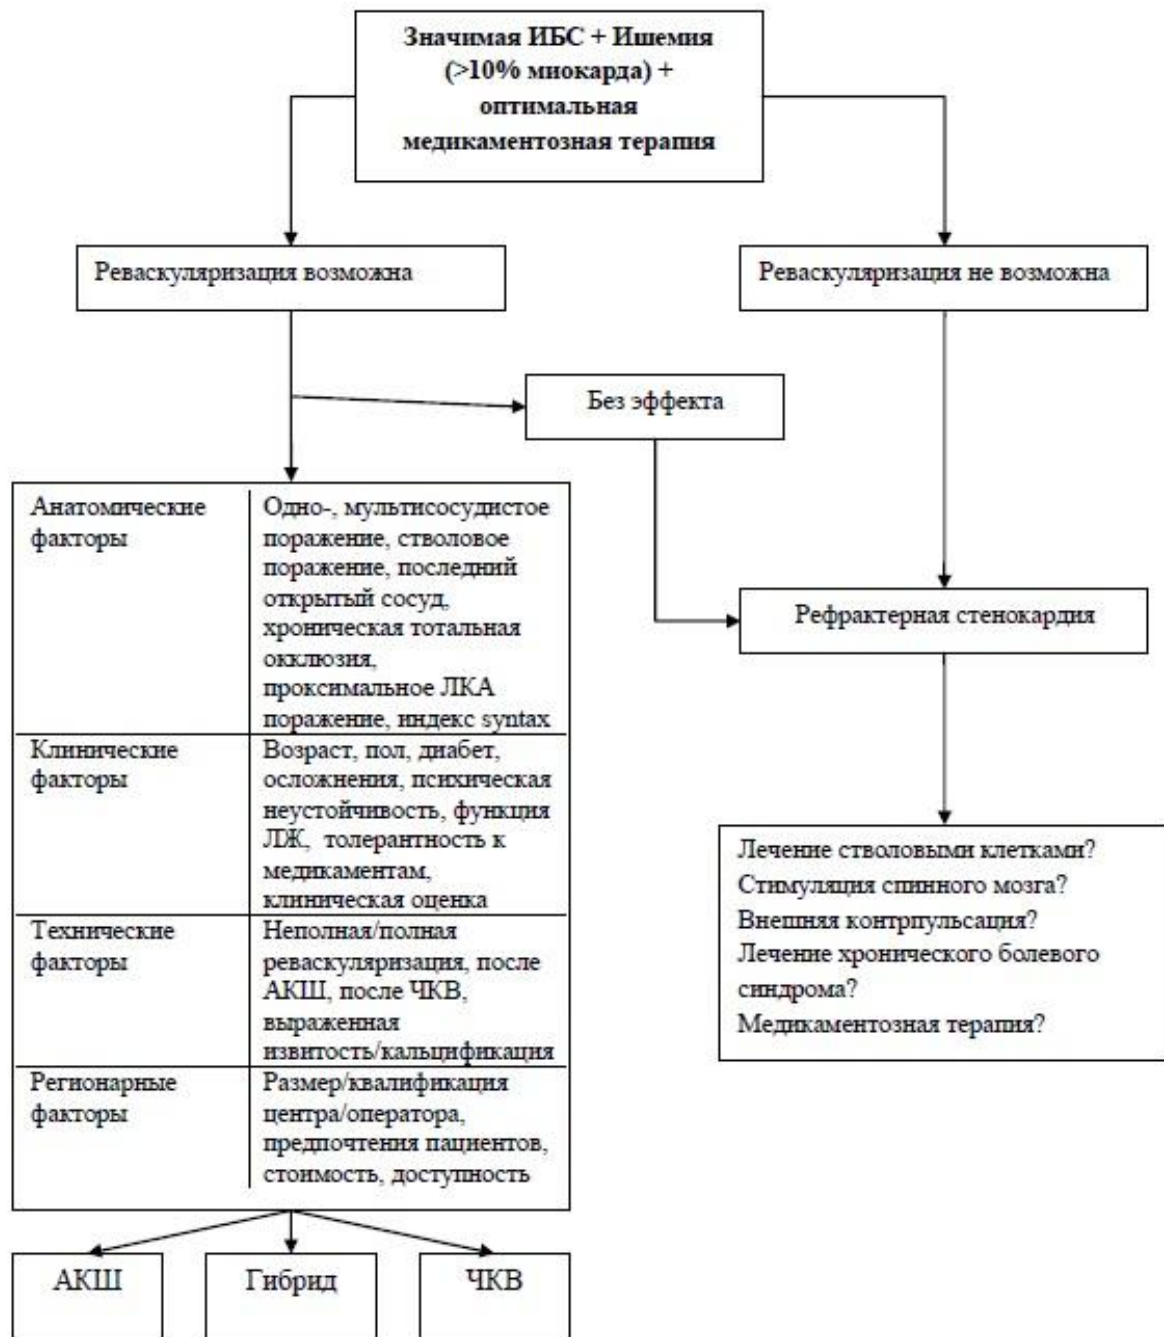 Значимая ИБС + Ишемия
(>10% миокарда) +
оптимальная
медикаментозная терапия
Реваскуляризация возможна
Реваскуляризация не возможна
Без эффекта
Анатомические
факторы
Одно-, мультисосудистое
поражение, стволовое
поражение, последний
открытый сосуд,
хроническая тотальная
окклюзия,
проксимальное ЛКА
поражение, индекс syntax
Клинические
факторы
Возраст, пол, диабет,
осложнения, психическая
неустойчивость, функция
ЛЖ, толерантность к
медикаментам,
клиническая оценка
Технические
факторы
Неполная/полная
реваскуляризация, после
АКШ, после ЧКВ,
выраженная
извитость/кальцификация
Регионарные
факторы
Размер/квалификация
центра/оператора,
предпочтения пациентов,
стоимость, доступность
Рефрактерная стенокардия
Лечение стволовыми клетками?
Стимуляция спинного мозга?
Внешняя контрпульсация?
Лечение хронического болевого
синдрома?
Медикаментозная терапия?
АКШ
Гибрид
ЧКВ